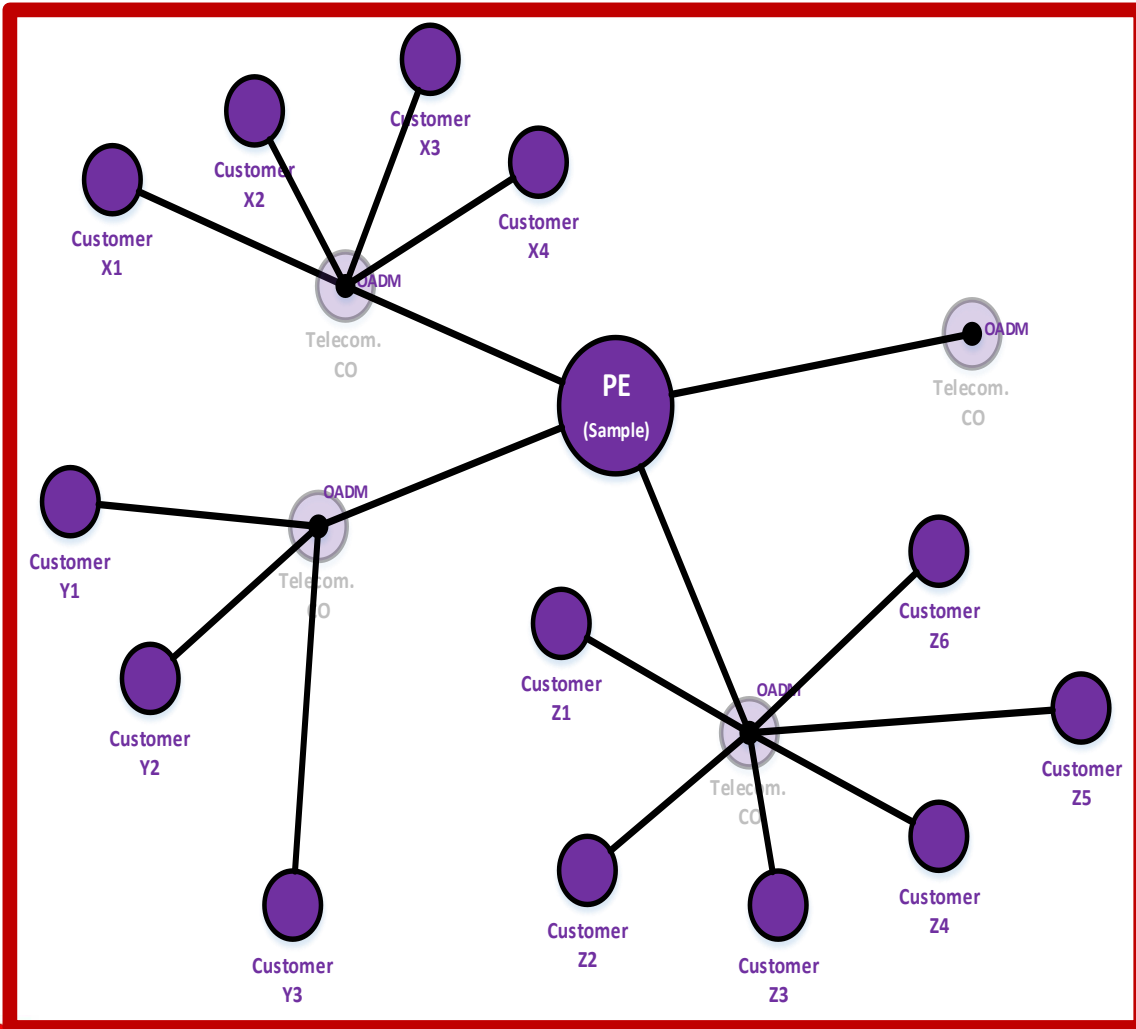 Customer
X3
Customer
X2
Customer
X4
Customer
X1
OADM
Telecom.
CO
OADM
Telecom.
CO
PE
(Sample)
OADM
Telecom.
CO
Customer
Y1
Customer
Y2
Customer
Y3
Customer
Z6
Customer
Z1
OADM
Telecom.
CO
Customer
Z5
Customer
Z4
Customer
Z2
Customer
Z3